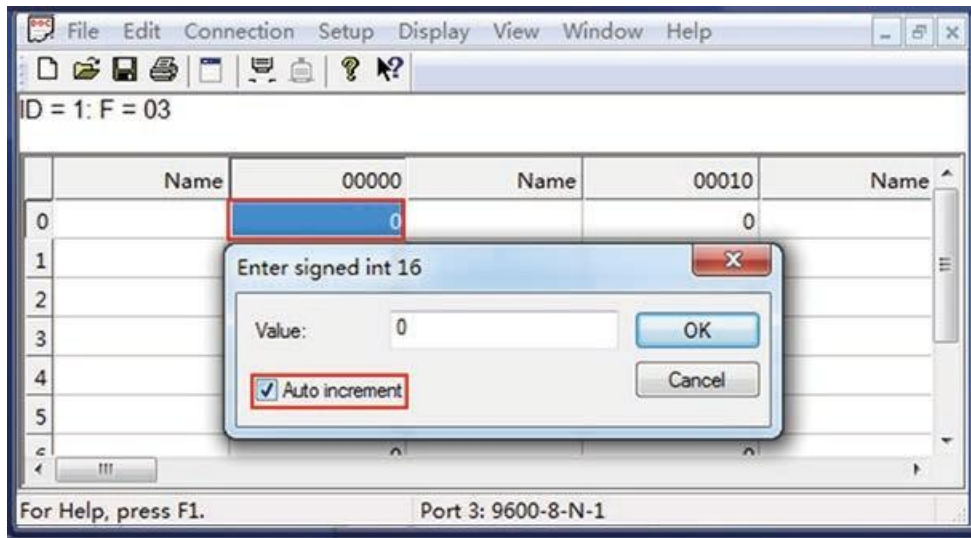 File Edit Connection Setup Display View Window Help
ID = 1: F = 03
Name 00000 Name 00010 Name
0 0 0
1
Enter signed int 16
2
Value: 0 OK
3
4
Auto increment Cancel
5
For Help, press F1. Port 3: 9600-8-N-1